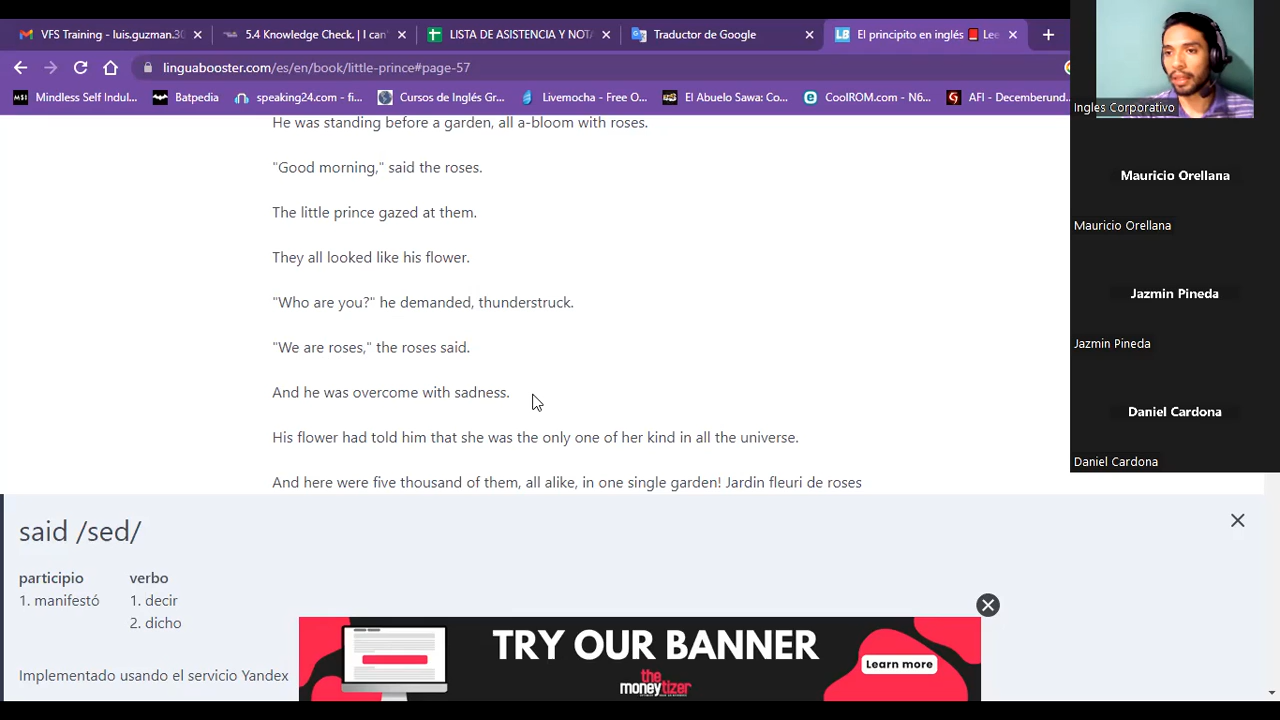 VFS Training - luis.guzman.30
5.4 Knowledge Check. | I can'
LISTA DE ASISTENCIA Y NOTA
Traductor de Google
LB El principito en inglés Lee
linguabooster.com/es/en/book/little-prince#page-57
Mindless Self Indul...
Batpedia
speaking24.com - fi...
Cursos de Inglés Gr...
Livemocha - Free O...
El Abuelo Sawa: Co...
CoolROM.com - N6...
AFI - Decemberund...
He was standing before a garden, all a-bloom with roses.
"Good morning," said the roses.
The little prince gazed at them.
They all looked like his flower.
"Who are you?" he demanded, thunderstruck.
"We are roses," the roses said.
And he was overcome with sadness.
His flower had told him that she was the only one of her kind in all the universe.
And here were five thousand of them, all alike, in one single garden! Jardin fleuri de roses
said /sed/
participio verbo
1. manifestó 1. decir
2. dicho
Implementado usando el servicio Yandex
TRY OUR BANNER
the
moneytizer
Learn more
Ingles Corporativo
Mauricio Orellana
Mauricio Orellana
Jazmin Pineda
Jazmin Pineda
Daniel Cardona
Daniel Cardona